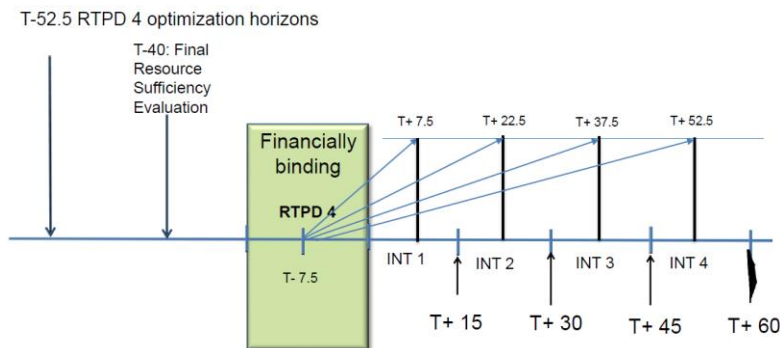 T-52.5 RTPD 4 optimization horizons
T-40: Final
Resource
Sufficiency
Evaluation
Financially
binding
RTPD 4
T- 7.5
T+ 7.5
T+ 22.5
T+ 37.5
T+ 52.5
INT 1
INT 2
INT 3
INT 4
T+ 15
T+ 30
T+ 45
T+ 60